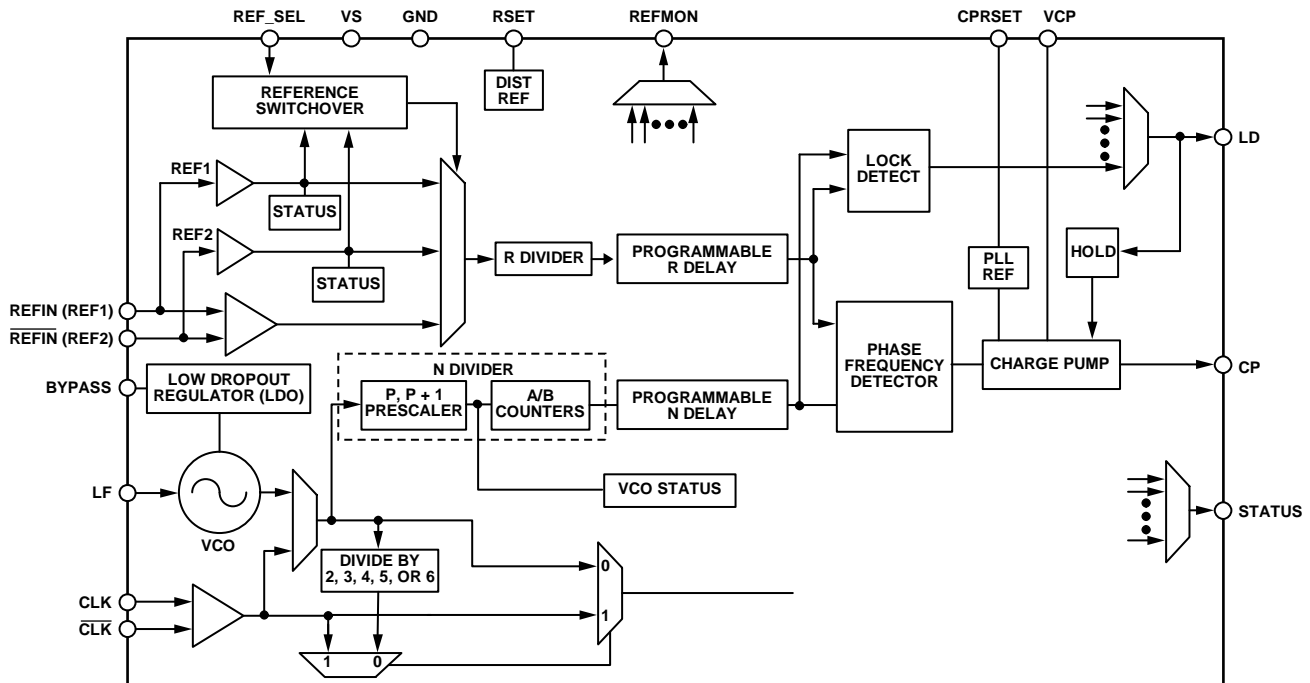 REF_SEL
VS
GND
RSET
REFMON
CPRSET
VCP
REFERENCE
SWITCHOVER
DIST
REF
LD
LOCK
DETECT
REF1
STATUS
REF2
STATUS
R DIVIDER
PROGRAMMABLE
R DELAY
PLL
REF
HOLD
REFIN (REF1)
REFIN (REF2)
BYPASS
LOW DROPOUT
REGULATOR (LDO)
N DIVIDER
P, P + 1
PRESCALER
A/B
COUNTERS
PROGRAMMABLE
N DELAY
PHASE
FREQUENCY
DETECTOR
CHARGE PUMP
CP
LF
VCO
VCO STATUS
STATUS
DIVIDE BY
2, 3, 4, 5, OR 6
0
1
CLK
CLK
1 0